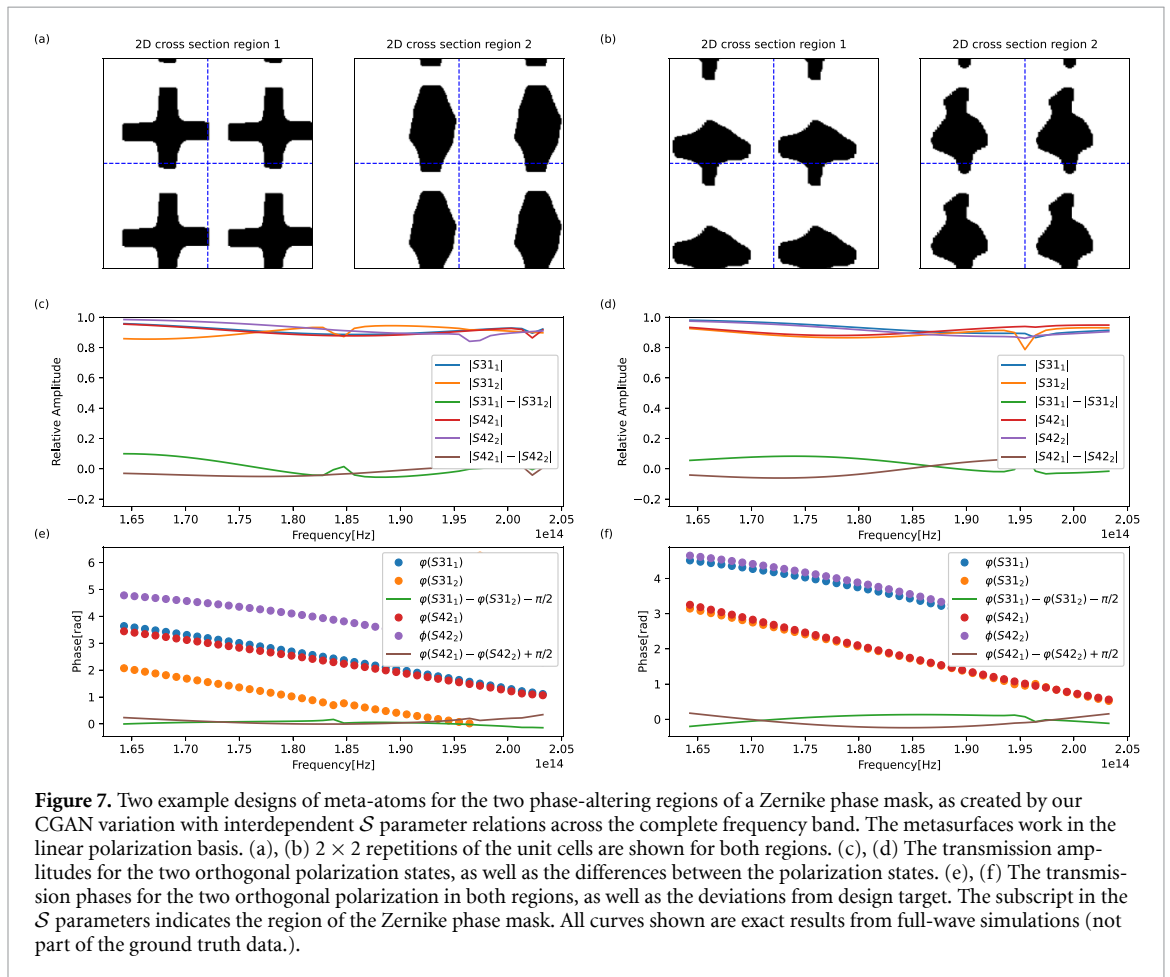 (a)
2D cross section region 1
2D cross section region 2
(b)
2D cross section region 1
2D cross section region 2
(c)
Relative Amplitude
1.0
0.8
0.6
0.4
0.2
0.0
−0.2
|S31₁|
|S31₂|
|S31₁| − |S31₂|
|S42₁|
|S42₂|
|S42₁| − |S42₂|
1.65 1.70 1.75 1.80 1.85 1.90 1.95 2.00 2.05
Frequency[Hz]
1e14
(d)
Relative Amplitude
1.0
0.8
0.6
0.4
0.2
0.0
−0.2
|S31₁|
|S31₂|
|S31₁| − |S31₂|
|S42₁|
|S42₂|
|S42₁| − |S42₂|
1.65 1.70 1.75 1.80 1.85 1.90 1.95 2.00 2.05
Frequency[Hz]
1e14
(e)
Phase[rad]
6
5
4
3
2
1
0
φ(S31₁)
φ(S31₂)
φ(S31₁) − φ(S31₂) − π/2
φ(S42₁)
ϕ(S42₂)
φ(S42₁) − φ(S42₂) + π/2
1.65 1.70 1.75 1.80 1.85 1.90 1.95 2.00 2.05
Frequency[Hz]
1e14
(f)
Phase[rad]
4
3
2
1
0
φ(S31₁)
φ(S31₂)
φ(S31₁) − φ(S31₂) − π/2
φ(S42₁)
ϕ(S42₂)
φ(S42₁) − φ(S42₂) + π/2
1.65 1.70 1.75 1.80 1.85 1.90 1.95 2.00 2.05
Frequency[Hz]
1e14
Figure 7. Two example designs of meta-atoms for the two phase-altering regions of a Zernike phase mask, as created by our
CGAN variation with interdependent 𝒮 parameter relations across the complete frequency band. The metasurfaces work in the
linear polarization basis. (a), (b) 2 × 2 repetitions of the unit cells are shown for both regions. (c), (d) The transmission amp-
litudes for the two orthogonal polarization states, as well as the differences between the polarization states. (e), (f) The transmis-
sion phases for the two orthogonal polarization in both regions, as well as the deviations from design target. The subscript in the
𝒮 parameters indicates the region of the Zernike phase mask. All curves shown are exact results from full-wave simulations (not
part of the ground truth data.).